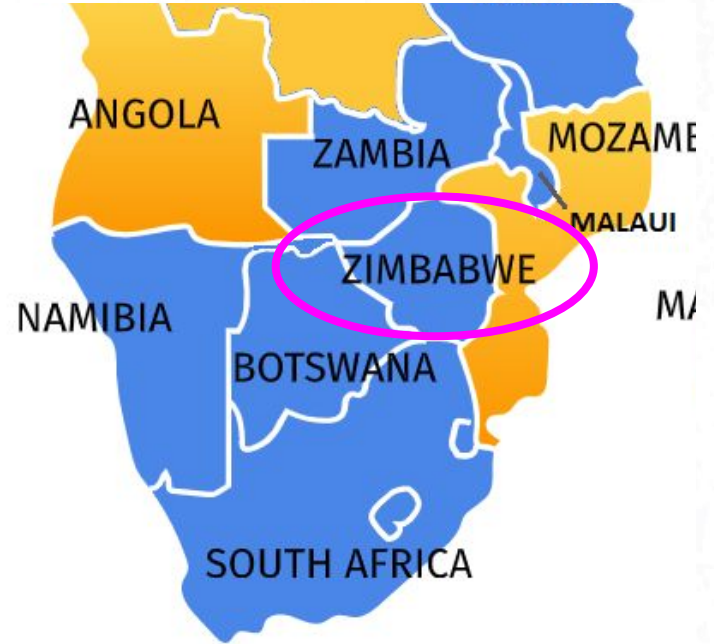 ANGOLA
ZAMBIA
MOZAMB
MALAUI
ZIMBABWE
NAMIBIA
MA
BOTSWANA
SOUTH AFRICA